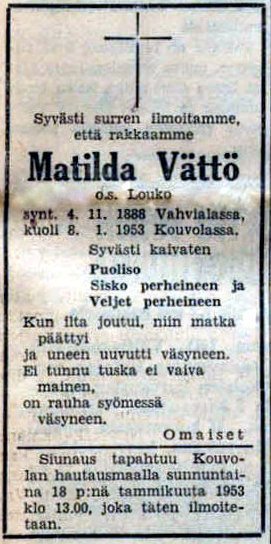 Syvästi surren ilmoitamme,
että rakkaamme
Matilda Vättö
o.s. Louko
synt. 4. 11. 1888 Vahvialassa,
kuoli 8. 1. 1953 Kouvolassa.
Syvästi kaivaten
Puoliso
Sisko perheineen ja
Veljet perheineen
Kun ilta joutui, niin matka
päättyi
ja uneen uuvutti väsyneen.
Ei tunnu tuska ei vaiva
mainen,
on rauha syömessä
väsyneen.
Omaiset
Siunaus tapahtuu Kouvo-
lan hautausmaalla sunnuntai-
na 18 p:nä tammikuuta 1953
klo 13.00, joka täten ilmoite-
taan.